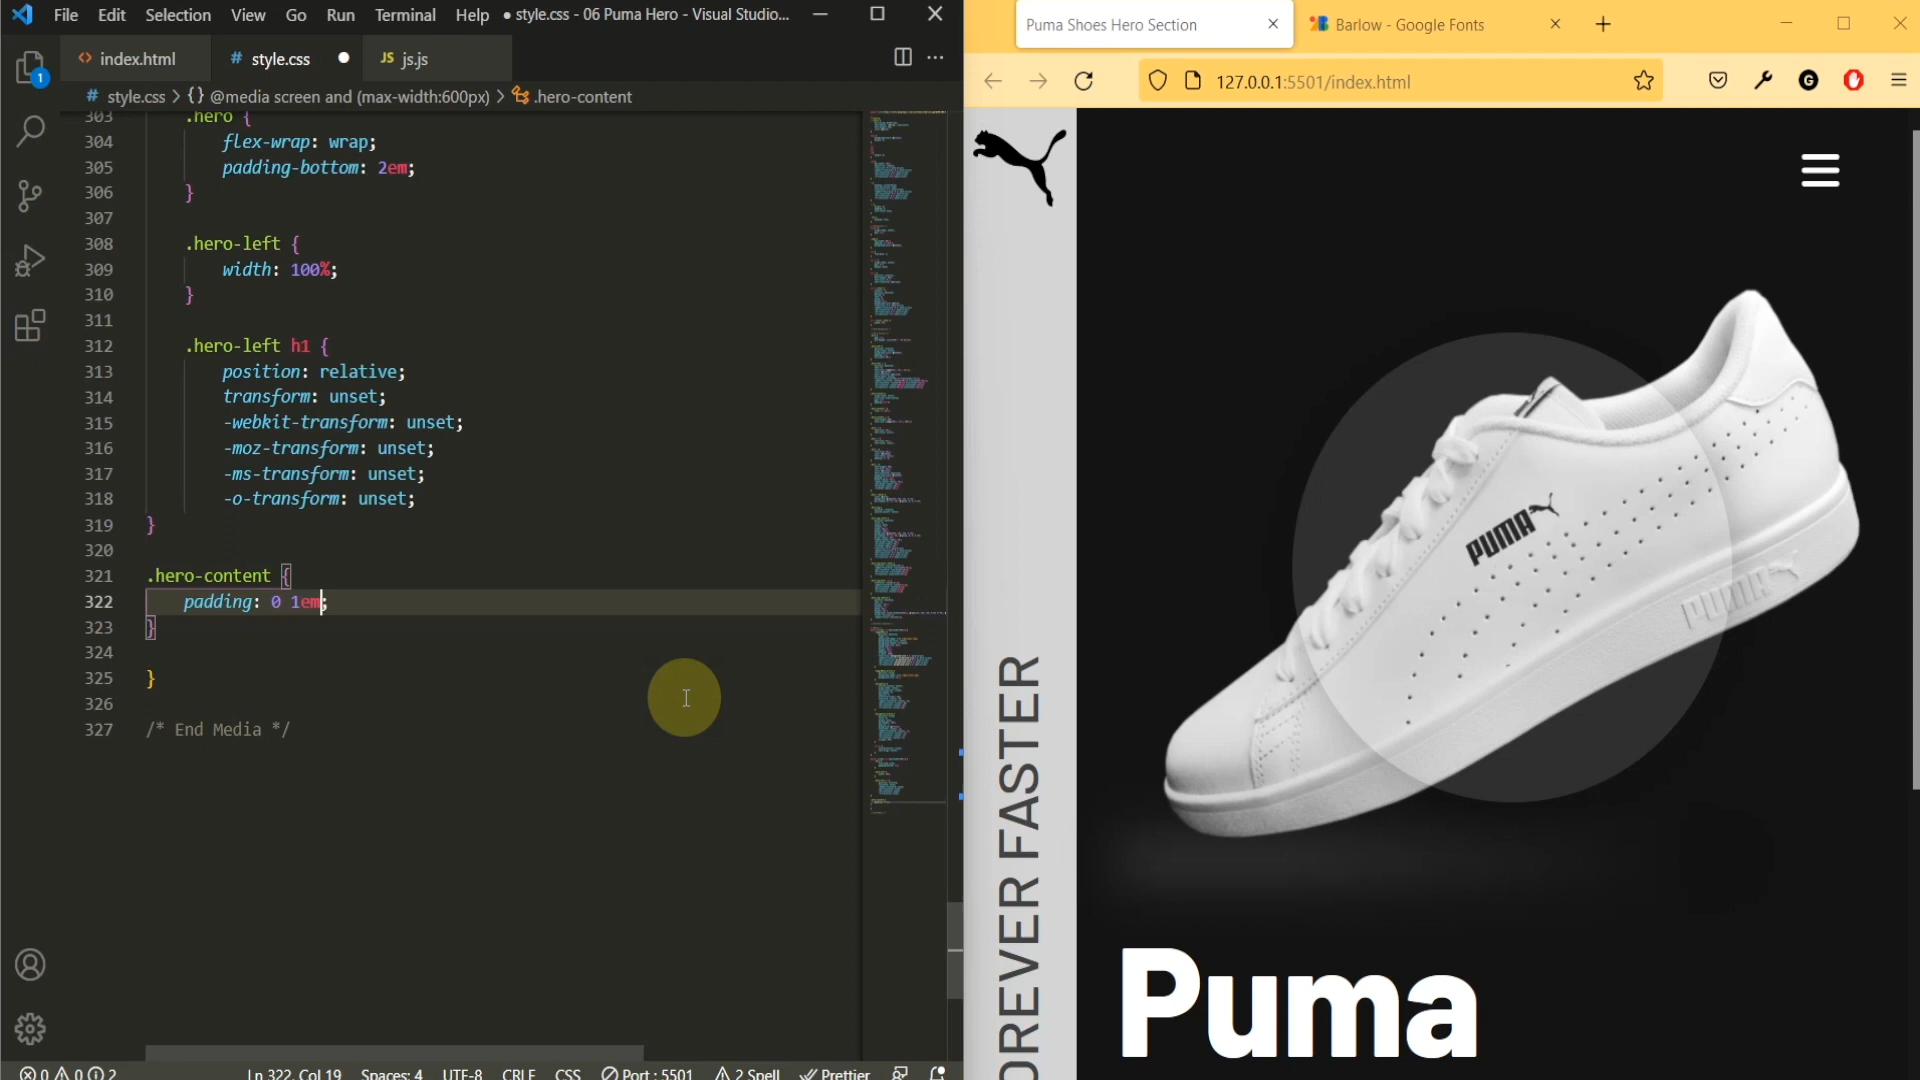 File Edit Selection View Go Run Terminal Help ● style.css - 06 Puma Hero - Visual Studio...
index.html
# style.css
JS js.js
# style.css > {} @media screen and (max-width:600px) > .hero-content
303 .hero {
304 flex-wrap: wrap;
305 padding-bottom: 2em;
306 }
307
308 .hero-left {
309 width: 100%;
310 }
311
312 .hero-left h1 {
313 position: relative;
314 transform: unset;
315 -webkit-transform: unset;
316 -moz-transform: unset;
317 -ms-transform: unset;
318 -o-transform: unset;
319 }
320
321 .hero-content {
322 padding: 0 1em;
323 }
324
325 }
326
327 /* End Media */
1
0 0 2 Ln 322, Col 19 Spaces: 4 UTF-8 CRLF CSS Port : 5501 2 Spell Prettier
Puma Shoes Hero Section
Barlow - Google Fonts
127.0.0.1:5501/index.html
G
PUMA
PUMA
OREVER FASTER
Puma